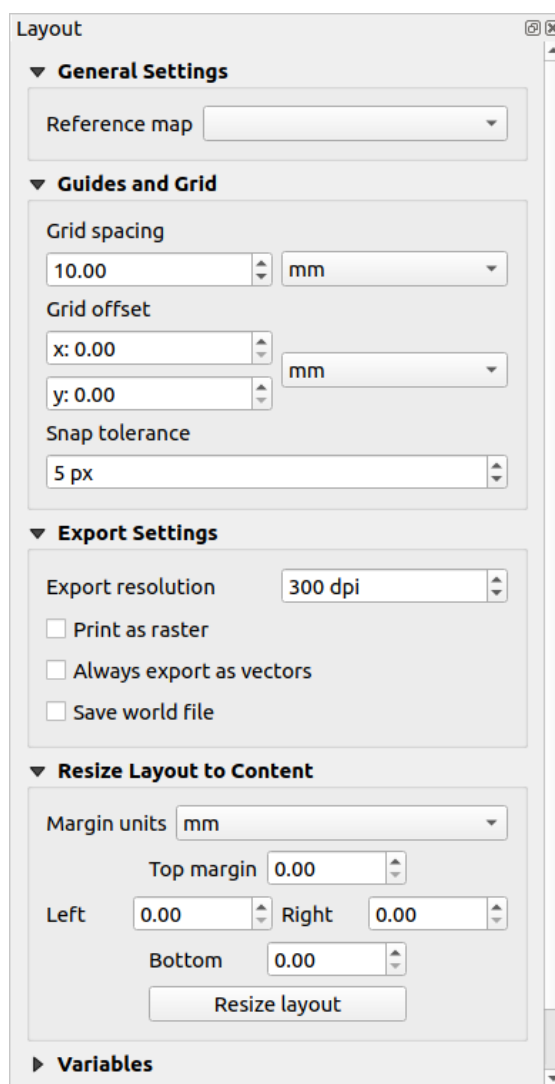 Layout
General Settings
Reference map
Guides and Grid
Grid spacing
10.00 mm
Grid offset
x: 0.00
mm
y: 0.00
Snap tolerance
5 px
Export Settings
Export resolution 300 dpi
Print as raster
Always export as vectors
Save world file
Resize Layout to Content
Margin units mm
Top margin 0.00
Left 0.00 Right 0.00
Bottom 0.00
Resize layout
Variables